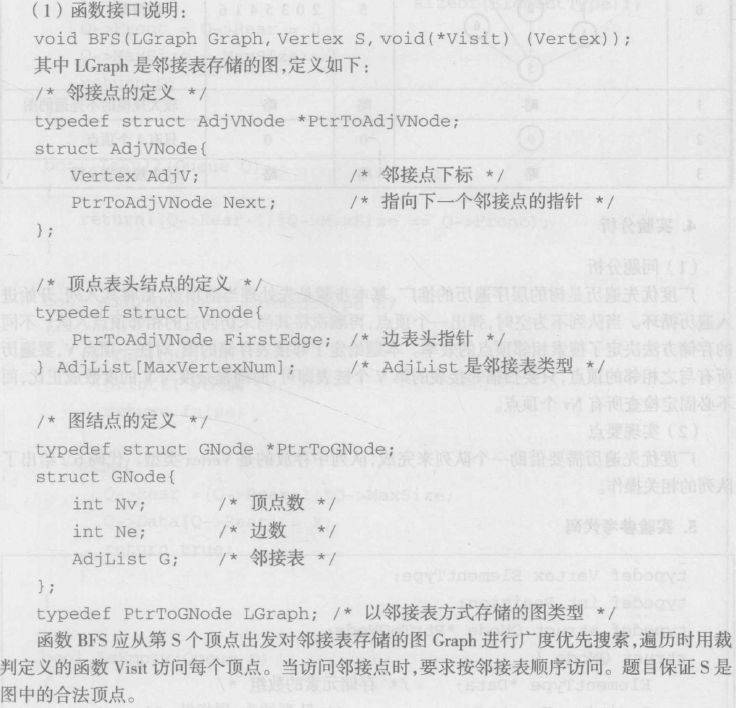 (1)函数接口说明:
void BFS(LGraph Graph, Vertex S, void(*Visit) (Vertex));
其中 LGraph 是邻接表存储的图,定义如下:
/* 邻接点的定义 */
typedef struct AdjVNode *PtrToAdjVNode;
struct AdjVNode{
Vertex AdjV; /* 邻接点下标 */
PtrToAdjVNode Next; /* 指向下一个邻接点的指针 */
};
/* 顶点表头结点的定义 */
typedef struct Vnode{
PtrToAdjVNode FirstEdge; /* 边表头指针 */
} AdjList[MaxVertexNum]; /* AdjList 是邻接表类型 */
/* 图结点的定义 */
typedef struct GNode *PtrToGNode;
struct GNode{
int Nv; /* 顶点数 */
int Ne; /* 边数 */
AdjList G; /* 邻接表 */
};
typedef PtrToGNode LGraph; /* 以邻接表方式存储的图类型 */
函数 BFS 应从第 S 个顶点出发对邻接表存储的图 Graph 进行广度优先搜索,遍历时用裁
判定义的函数 Visit 访问每个顶点。当访问邻接点时,要求按邻接表顺序访问。题目保证 S 是
图中的合法顶点。